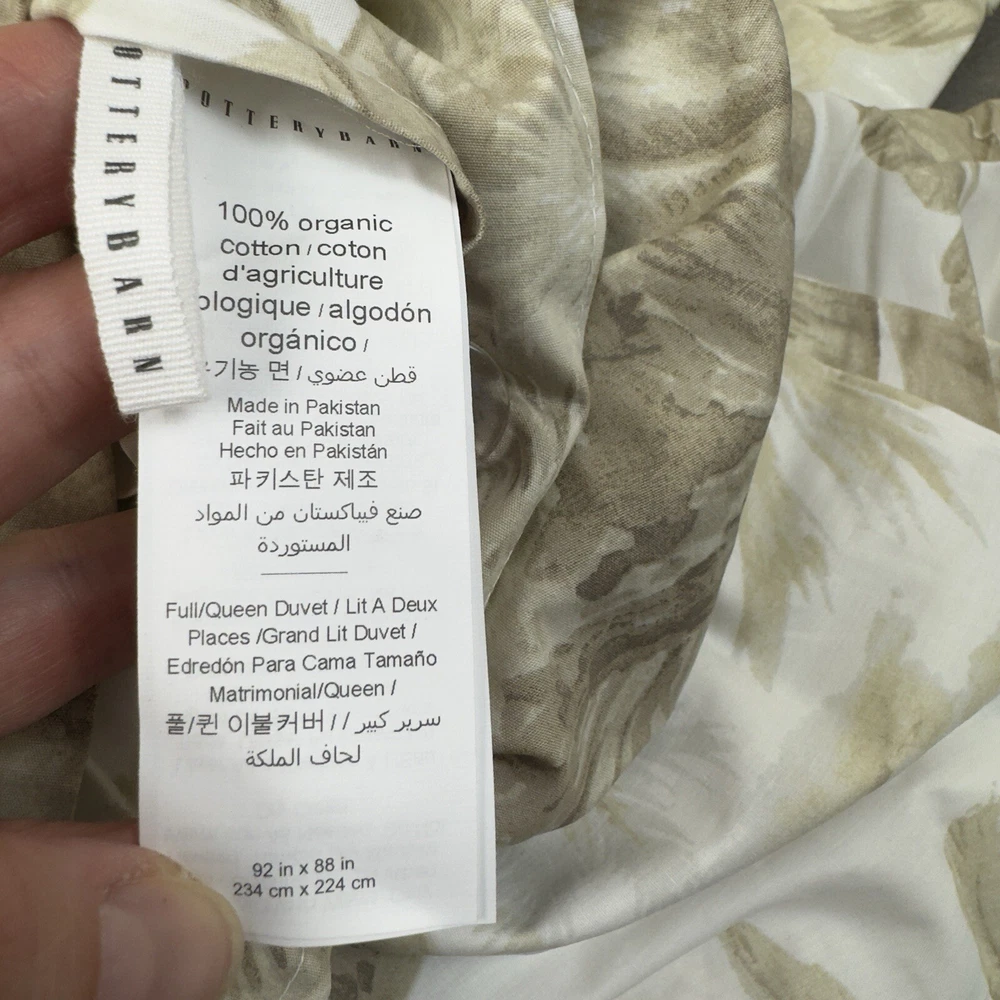 OTTERYBARN
POTTERYBARN
100% organic
cotton / coton
d'agriculture
ologique / algodón
orgánico /
기농 면 / قطن عضوي
Made in Pakistan
Fait au Pakistan
Hecho en Pakistán
파키스탄 제조
صنع فيباكستان من المواد
المستوردة
Full/Queen Duvet / Lit A Deux
Places /Grand Lit Duvet /
Edredón Para Cama Tamaño
Matrimonial/Queen /
풀/퀸 이불커버 / / سرير كبير
لحاف الملكة
92 in x 88 in
234 cm x 224 cm